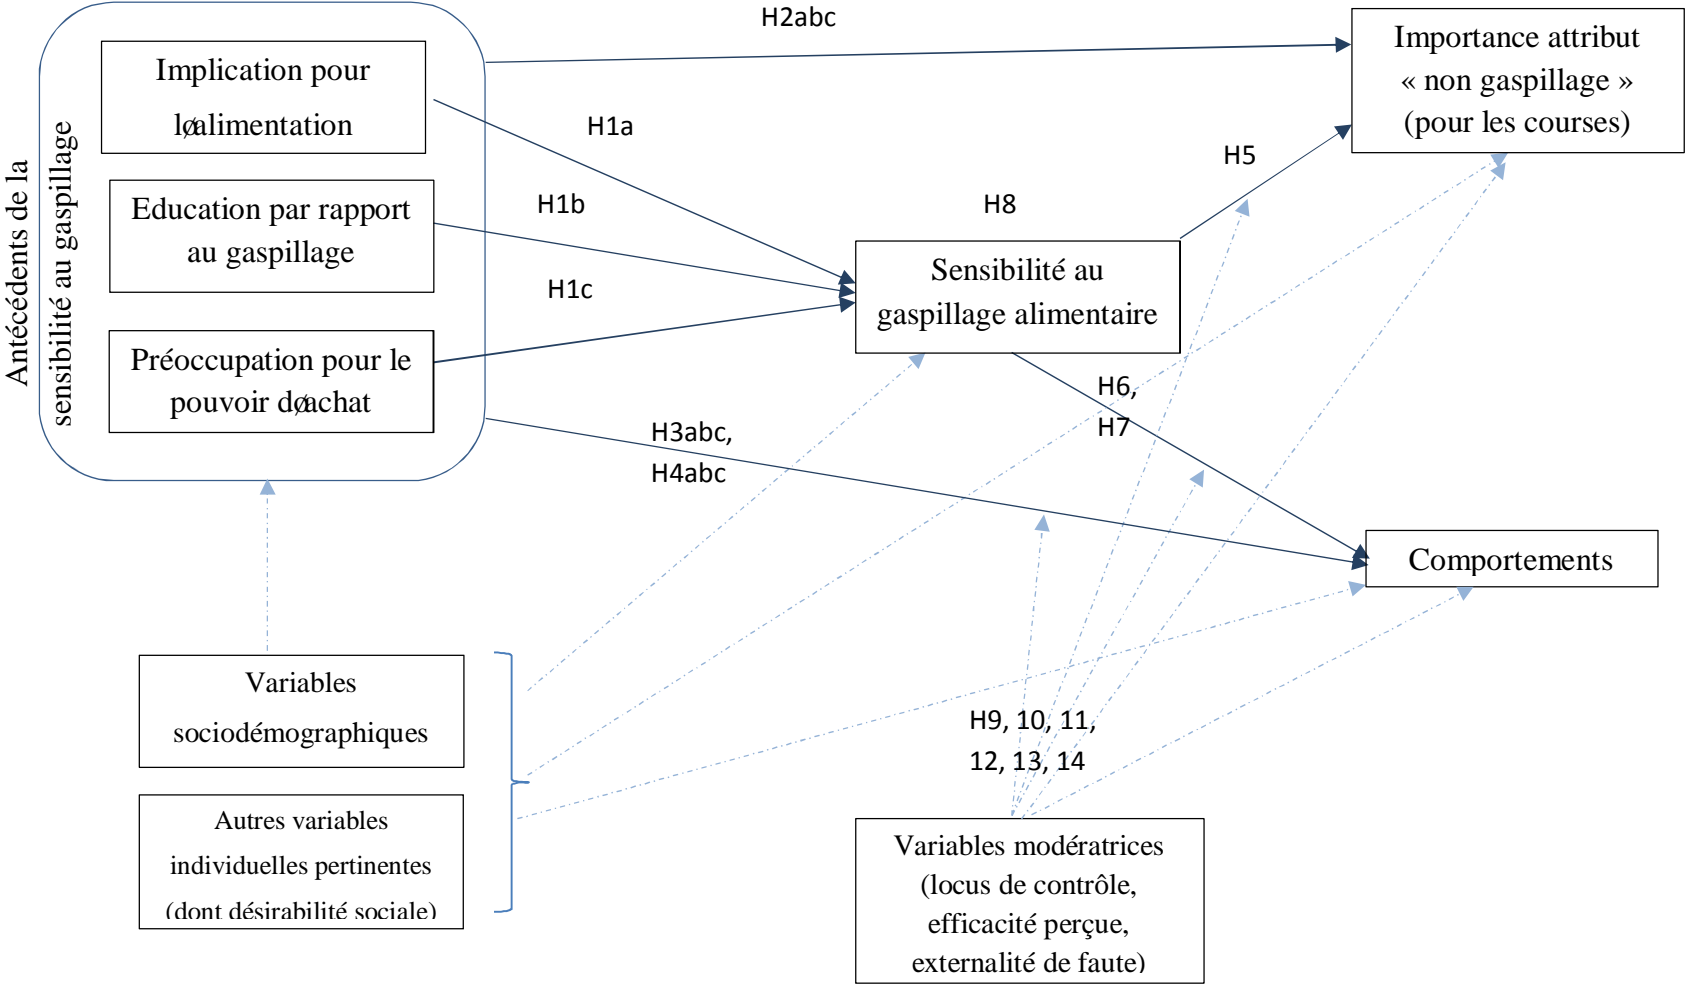 Antécédents de la
sensibilité au gaspillage
Implication pour
løalimentation
Education par rapport
au gaspillage
Préoccupation pour le
pouvoir døachat
H2abc
H1a
H1b
H1c
H3abc,
H4abc
H8
Sensibilité au
gaspillage alimentaire
H5
H6,
H7
Importance attribut
« non gaspillage »
(pour les courses)
Comportements
Variables
sociodémographiques
Autres variables
individuelles pertinentes
(dont désirabilité sociale)
H9, 10, 11,
12, 13, 14
Variables modératrices
(locus de contrôle,
efficacité perçue,
externalité de faute)